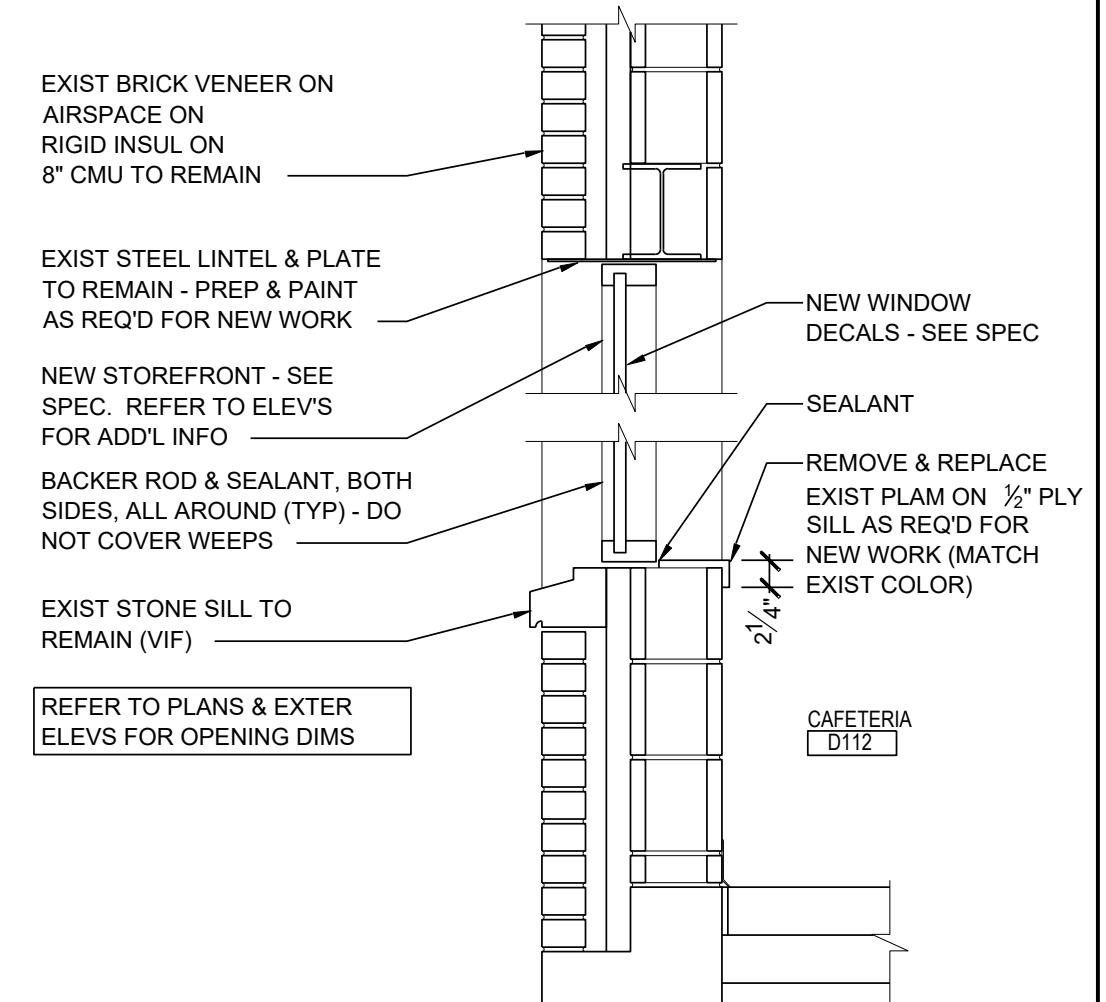 EXIST BRICK VENEER ON
AIRSPACE ON
RIGID INSUL ON
8" CMU TO REMAIN
EXIST STEEL LINTEL & PLATE
TO REMAIN - PREP & PAINT
AS REQ'D FOR NEW WORK
NEW STOREFRONT - SEE
SPEC. REFER TO ELEV'S
FOR ADD'L INFO
BACKER ROD & SEALANT, BOTH
SIDES, ALL AROUND (TYP) - DO
NOT COVER WEEPS
EXIST STONE SILL TO
REMAIN (VIF)
REFER TO PLANS & EXTER
ELEVS FOR OPENING DIMS
NEW WINDOW
DECALS - SEE SPEC
SEALANT
REMOVE & REPLACE
EXIST PLAM ON ½" PLY
SILL AS REQ'D FOR
NEW WORK (MATCH
EXIST COLOR)
2¼"
CAFETERIA
D112